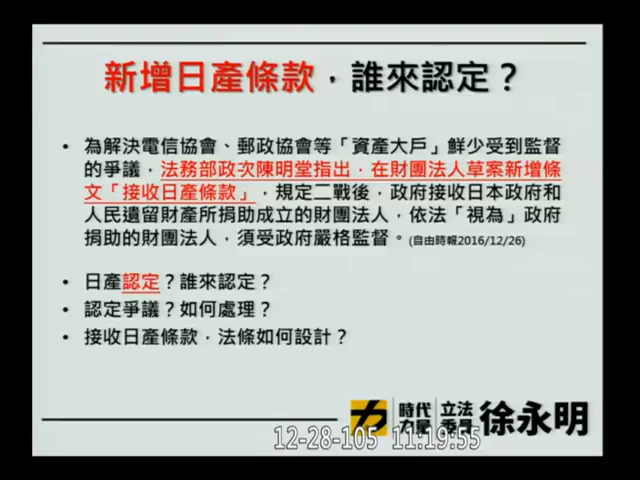 新增日產條款，誰來認定？
• 為解決電信協會、郵政協會等「資產大戶」鮮少受到監督
的爭議，法務部政次陳明堂指出，在財團法人草案新增條
文「接收日產條款」，規定二戰後，政府接收日本政府和
人民遺留財產所捐助成立的財團法人，依法「視為」政府
捐助的財團法人，須受政府嚴格監督。(自由時報2016/12/26)
• 日產認定？誰來認定？
• 認定爭議？如何處理？
• 接收日產條款，法條如何設計？
時代 立法
力量 委員 徐永明
12-28-105 11:19:55